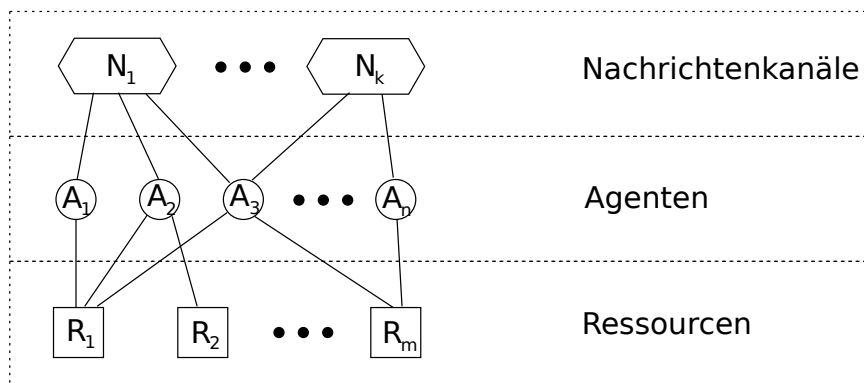 N1 ••• Nk Nachrichtenkanäle
A1 A2 A3 ••• An Agenten
R1 R2 ••• Rm Ressourcen